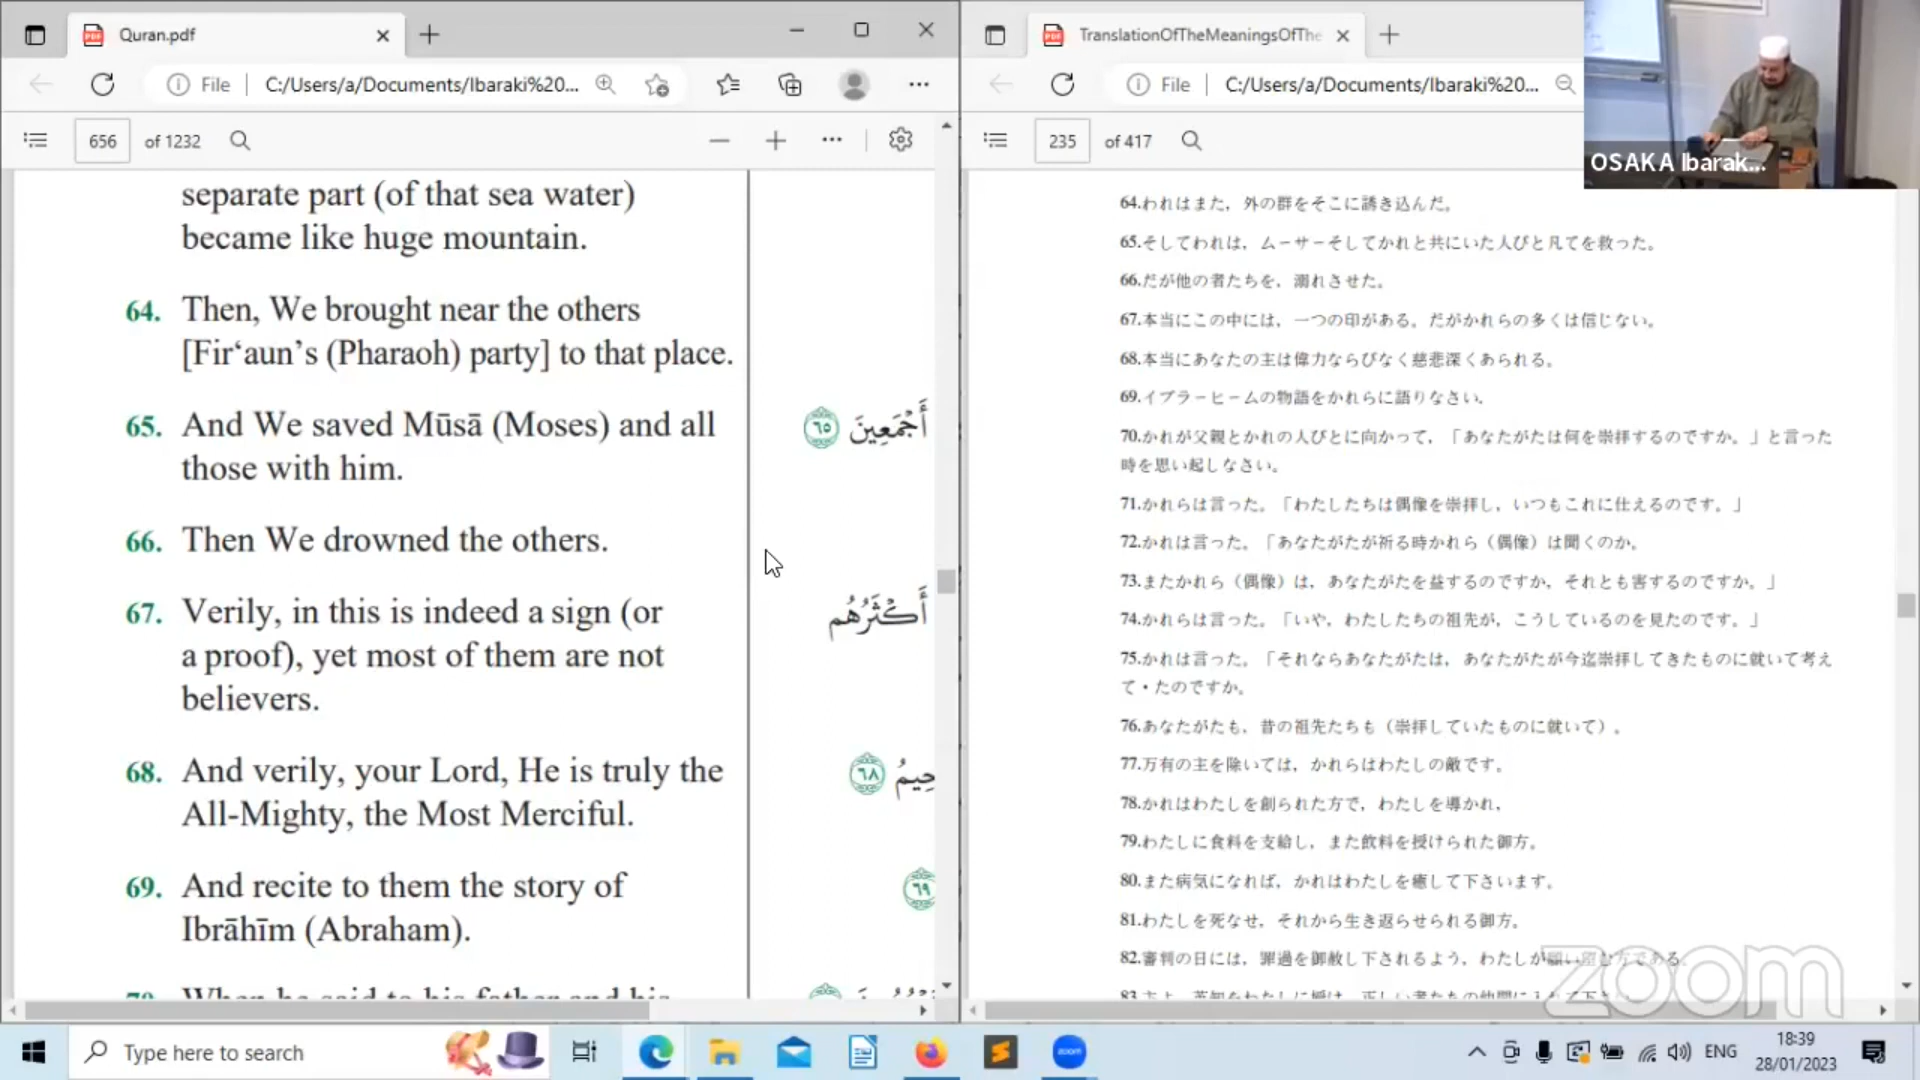 Quran.pdf
TranslationOfTheMeaningsOfThe
File
C:/Users/a/Documents/Ibaraki%20...
File
C:/Users/a/Documents/Ibaraki%20...
656 of 1232
235 of 417
OSAKA Ibarak...
separate part (of that sea water)
became like huge mountain.
64. Then, We brought near the others
[Fir‘aun’s (Pharaoh) party] to that place.
65. And We saved Mūsā (Moses) and all
those with him.
أَجْمَعِينَ ٦٥
66. Then We drowned the others.
67. Verily, in this is indeed a sign (or
a proof), yet most of them are not
believers.
أَكْثَرُهُم
68. And verily, your Lord, He is truly the
All-Mighty, the Most Merciful.
٦٨
69. And recite to them the story of
Ibrāhīm (Abraham).
٦٩
70. When he said to his father and his
64.われはまた，外の群をそこに誘き込んだ。
65.そしてわれは，ムーサーそしてかれと共にいた人びと凡てを救った。
66.だが他の者たちを，溺れさせた。
67.本当にこの中には，一つの印がある。だがかれらの多くは信じない。
68.本当にあなたの主は偉力ならびなく慈悲深くあられる。
69.イブラーヒームの物語をかれらに語りなさい。
70.かれが父親とかれの人びとに向かって，「あなたがたは何を崇拝するのですか。」と言った
時を思い起しなさい。
71.かれらは言った。「わたしたちは偶像を崇拝し，いつもこれに仕えるのです。」
72.かれは言った。「あなたがたが祈る時かれら（偶像）は聞くのか。
73.またかれら（偶像）は，あなたがたを益するのですか，それとも害するのですか。」
74.かれらは言った。「いや，わたしたちの祖先が，こうしているのを見たのです。」
75.かれは言った。「それならあなたがたは，あなたがたが今迄崇拝してきたものに就いて考え
て・たのですか。
76.あなたがたも，昔の祖先たちも（崇拝していたものに就いて）。
77.万有の主を除いては，かれらはわたしの敵です。
78.かれはわたしを創られた方で，わたしを導かれ，
79.わたしに食料を支給し，また飲料を授けられた御方。
80.また病気になれば，かれはわたしを癒して下さいます。
81.わたしを死なせ，それから生き返らせられる御方。
82.審判の日には，罪過を御赦し下されるよう，わたしが願い望む方である。
zoom
Type here to search
zoom
ENG
18:39
28/01/2023